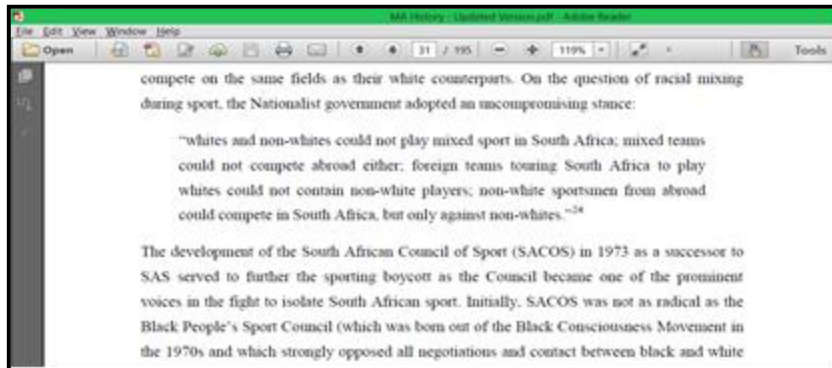 MA History - Updated Version.pdf - Adobe Reader
File Edit View Window Help
Open 31 / 195 119% Tools
compete on the same fields as their white counterparts. On the question of racial mixing
during sport, the Nationalist government adopted an uncompromising stance:
“whites and non-whites could not play mixed sport in South Africa; mixed teams
could not compete abroad either; foreign teams touring South Africa to play
whites could not contain non-white players; non-white sportsmen from abroad
could compete in South Africa, but only against non-whites.”24
The development of the South African Council of Sport (SACOS) in 1973 as a successor to
SAS served to further the sporting boycott as the Council became one of the prominent
voices in the fight to isolate South African sport. Initially, SACOS was not as radical as the
Black People’s Sport Council (which was born out of the Black Consciousness Movement in
the 1970s and which strongly opposed all negotiations and contact between black and white